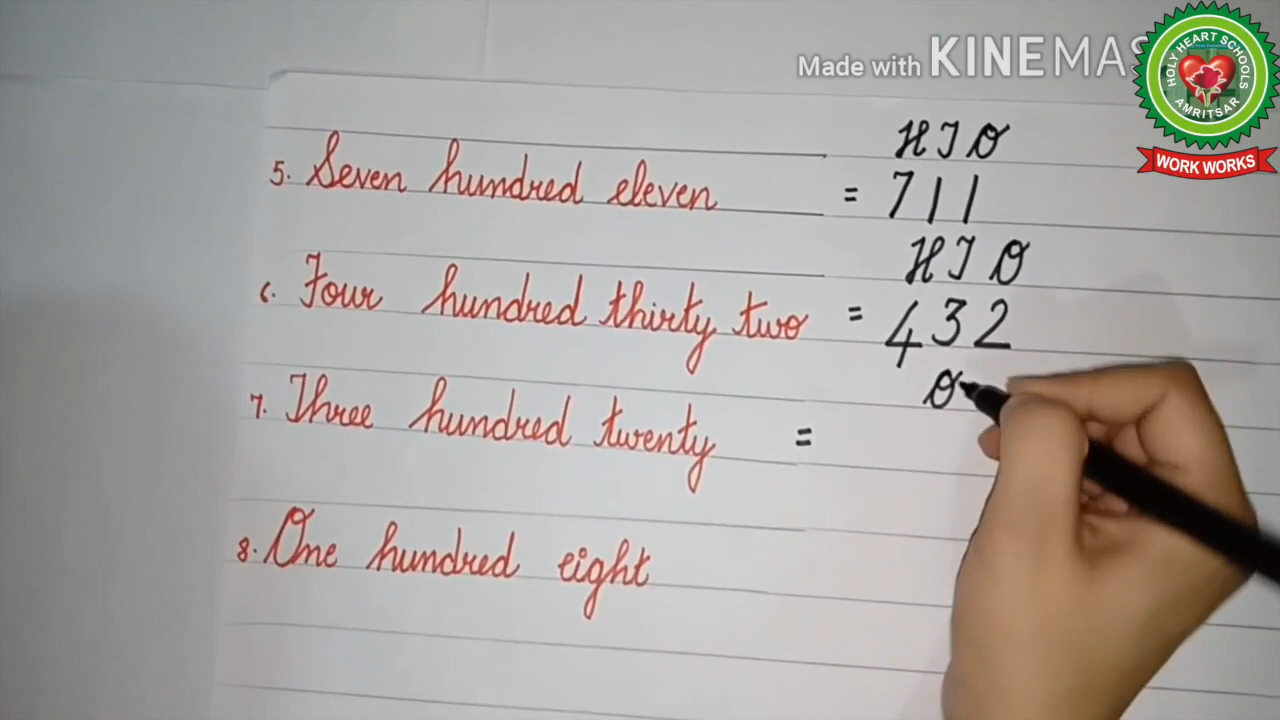 Made with KINEMAS
HOLY HEART SCHOOLS
AMRITSAR
WORK WORKS
H T O
5. Seven hundred eleven = 711
H T O
6. Four hundred thirty two = 432
O
7. Three hundred twenty =
8. One hundred eight